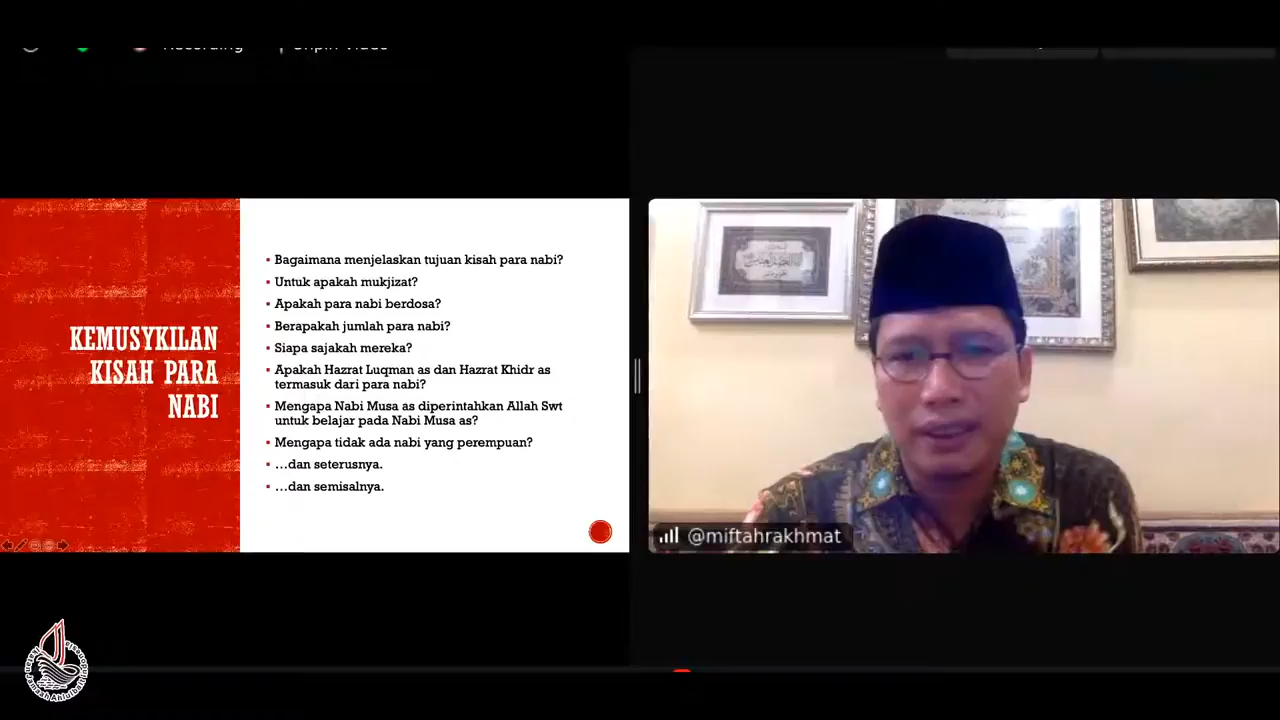 Recording
Unpin Video
KEMUSYKILAN
KISAH PARA
NABI
▪ Bagaimana menjelaskan tujuan kisah para nabi?
▪ Untuk apakah mukjizat?
▪ Apakah para nabi berdosa?
▪ Berapakah jumlah para nabi?
▪ Siapa sajakah mereka?
▪ Apakah Hazrat Luqman as dan Hazrat Khidr as
termasuk dari para nabi?
▪ Mengapa Nabi Musa as diperintahkan Allah Swt
untuk belajar pada Nabi Musa as?
▪ Mengapa tidak ada nabi yang perempuan?
▪ ...dan seterusnya.
▪ ...dan semisalnya.
@miftahrakhmat